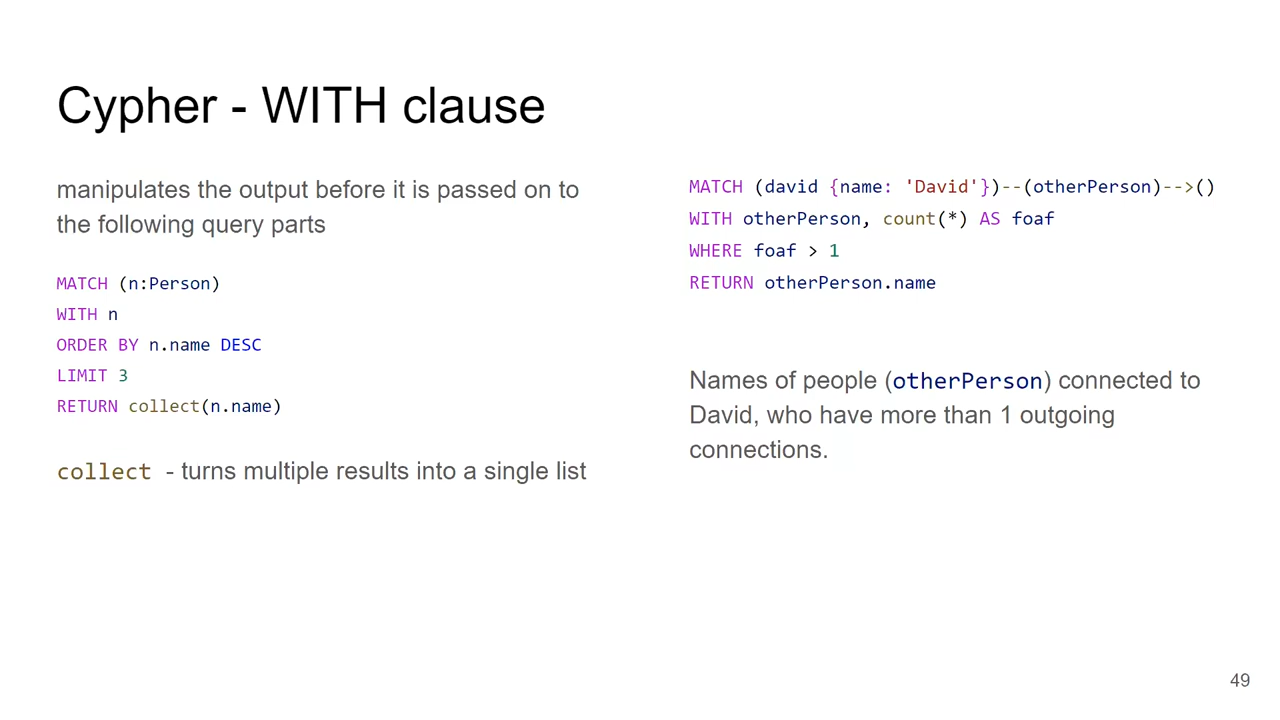 Cypher - WITH clause
manipulates the output before it is passed on to
the following query parts
MATCH (n:Person)
WITH n
ORDER BY n.name DESC
LIMIT 3
RETURN collect(n.name)
collect - turns multiple results into a single list
MATCH (david {name: 'David'})--(otherPerson)-->()
WITH otherPerson, count(*) AS foaf
WHERE foaf > 1
RETURN otherPerson.name
Names of people (otherPerson) connected to
David, who have more than 1 outgoing
connections.
49